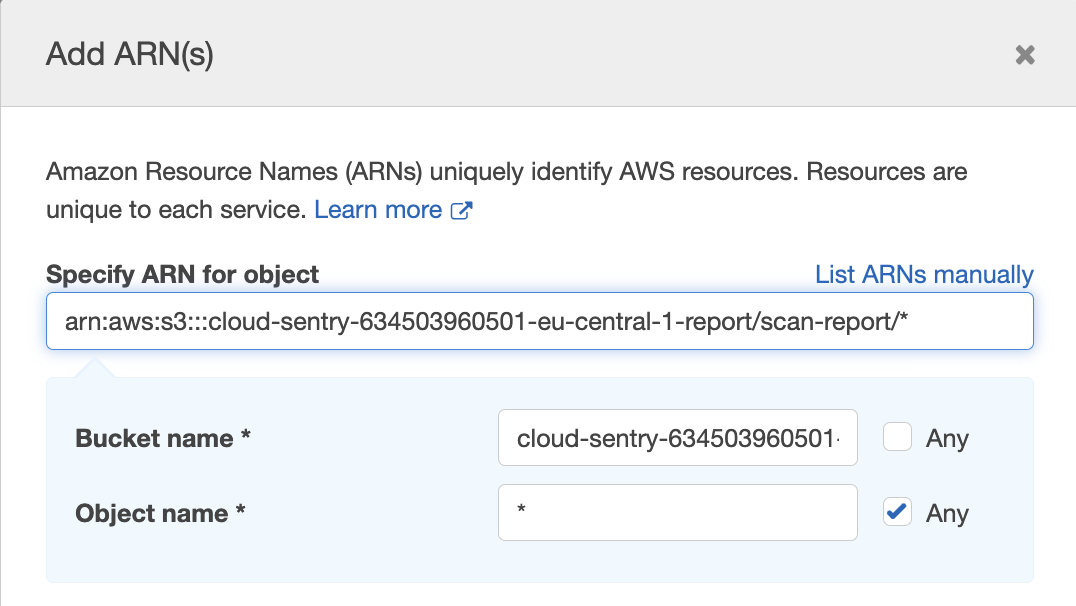 Add ARN(s)
Amazon Resource Names (ARNs) uniquely identify AWS resources. Resources are
unique to each service. Learn more
Specify ARN for object List ARNs manually
arn:aws:s3:::cloud-sentry-634503960501-eu-central-1-report/scan-report/*
Bucket name * cloud-sentry-634503960501- Any
Object name * * Any